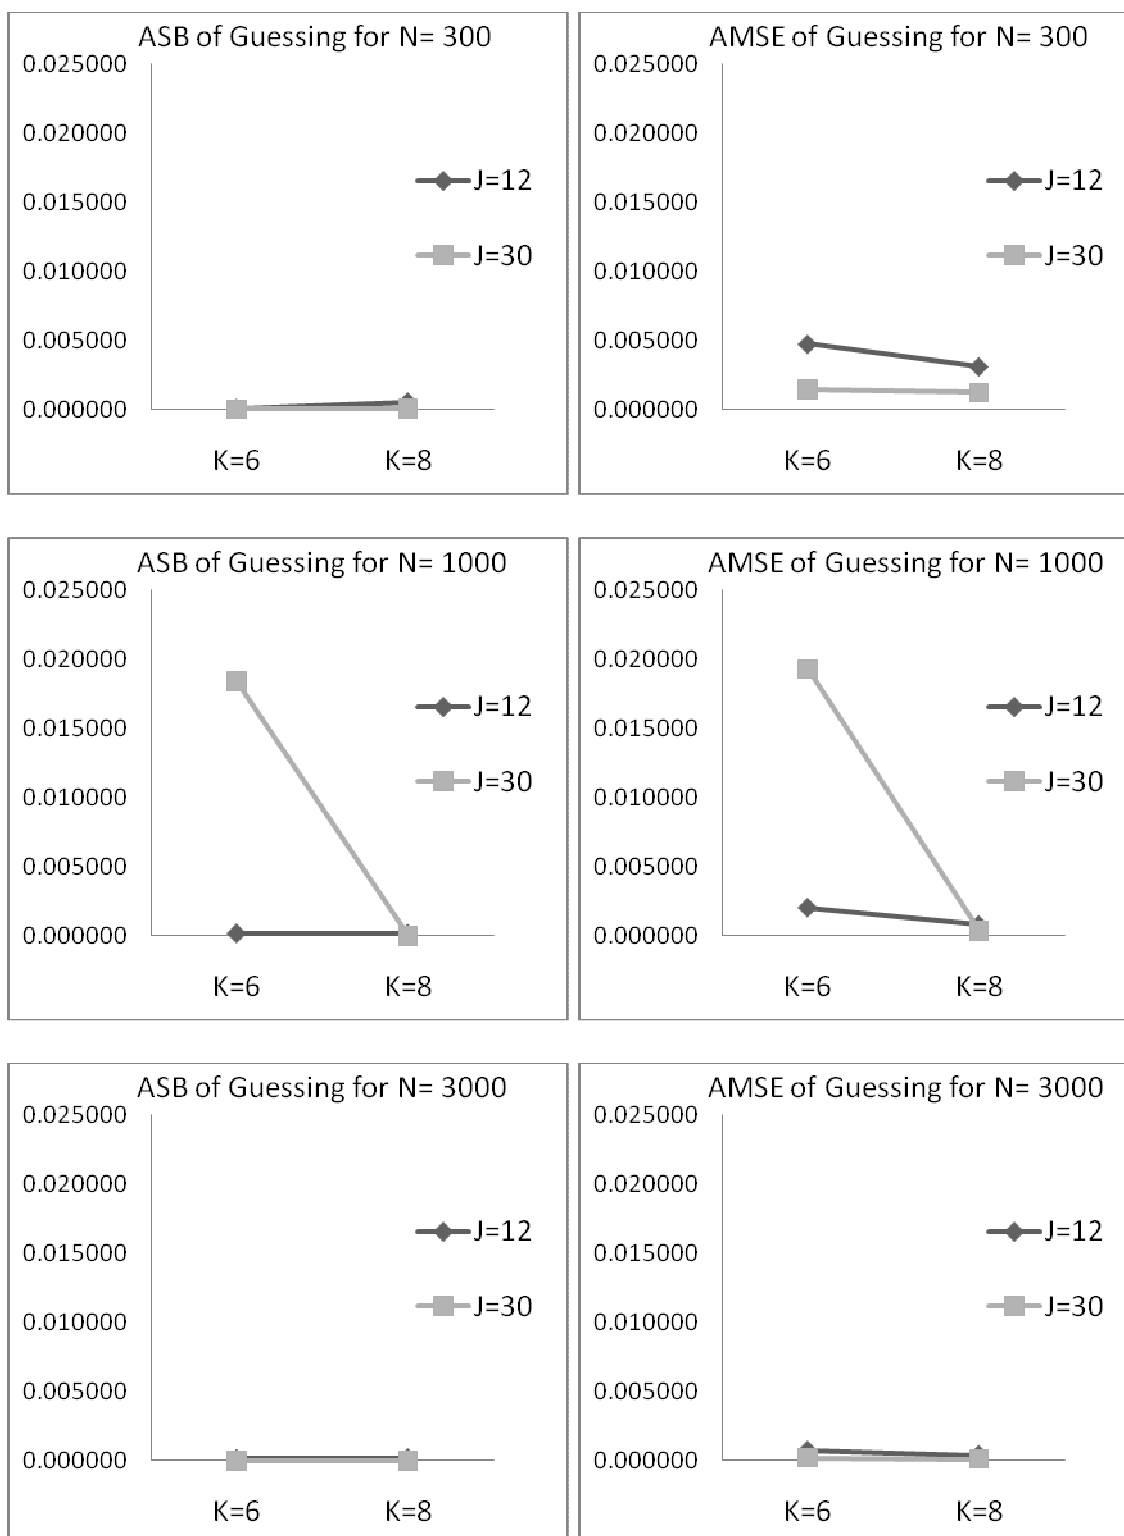 ASB of Guessing for N= 300
0.025000
0.020000
0.015000
0.010000
0.005000
0.000000
J=12
J=30
K=6 K=8
AMSE of Guessing for N= 300
0.025000
0.020000
0.015000
0.010000
0.005000
0.000000
J=12
J=30
K=6 K=8
ASB of Guessing for N= 1000
0.025000
0.020000
0.015000
0.010000
0.005000
0.000000
J=12
J=30
K=6 K=8
AMSE of Guessing for N= 1000
0.025000
0.020000
0.015000
0.010000
0.005000
0.000000
J=12
J=30
K=6 K=8
ASB of Guessing for N= 3000
0.025000
0.020000
0.015000
0.010000
0.005000
0.000000
J=12
J=30
K=6 K=8
AMSE of Guessing for N= 3000
0.025000
0.020000
0.015000
0.010000
0.005000
0.000000
J=12
J=30
K=6 K=8